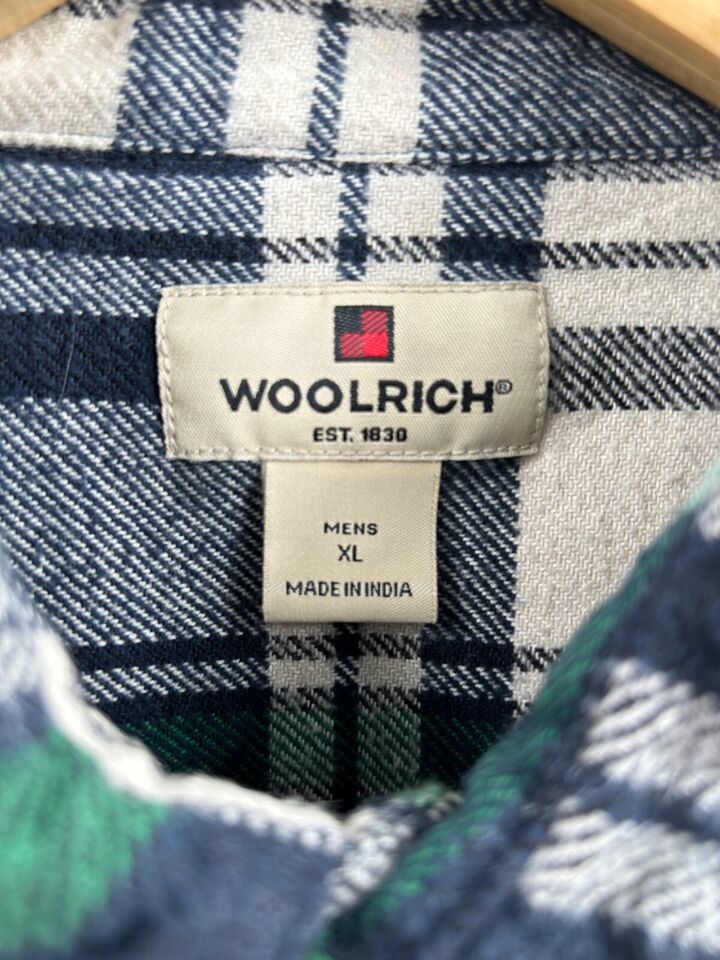 WOOLRICH®
EST. 1830
MENS
XL
MADE IN INDIA